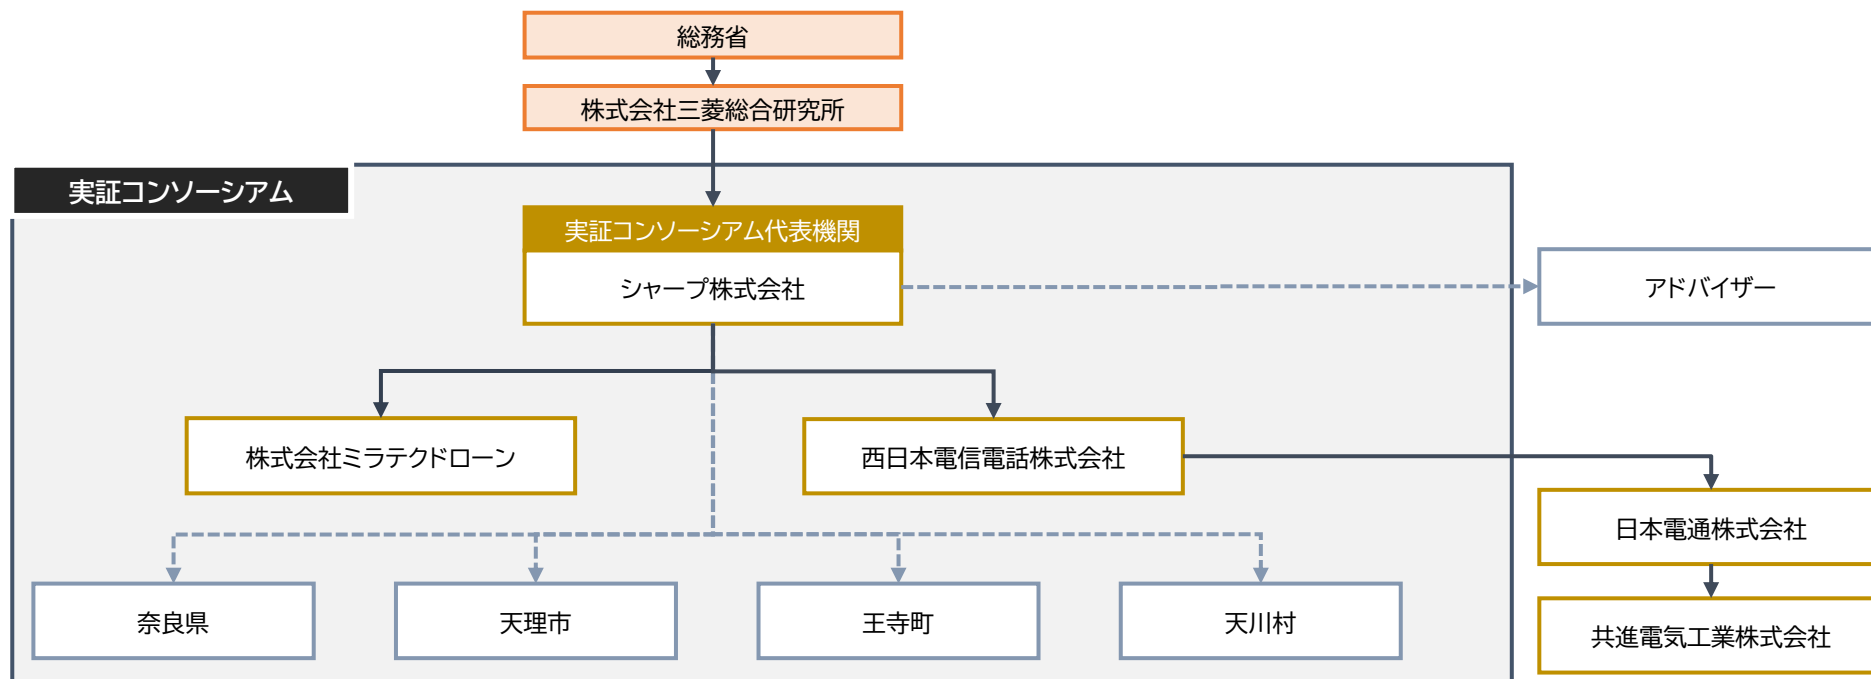 総務省
株式会社三菱総合研究所
実証コンソーシアム
実証コンソーシアム代表機関
シャープ株式会社
アドバイザー
株式会社ミラテクドローン
西日本電信電話株式会社
日本電通株式会社
奈良県
天理市
王寺町
天川村
共進電気工業株式会社